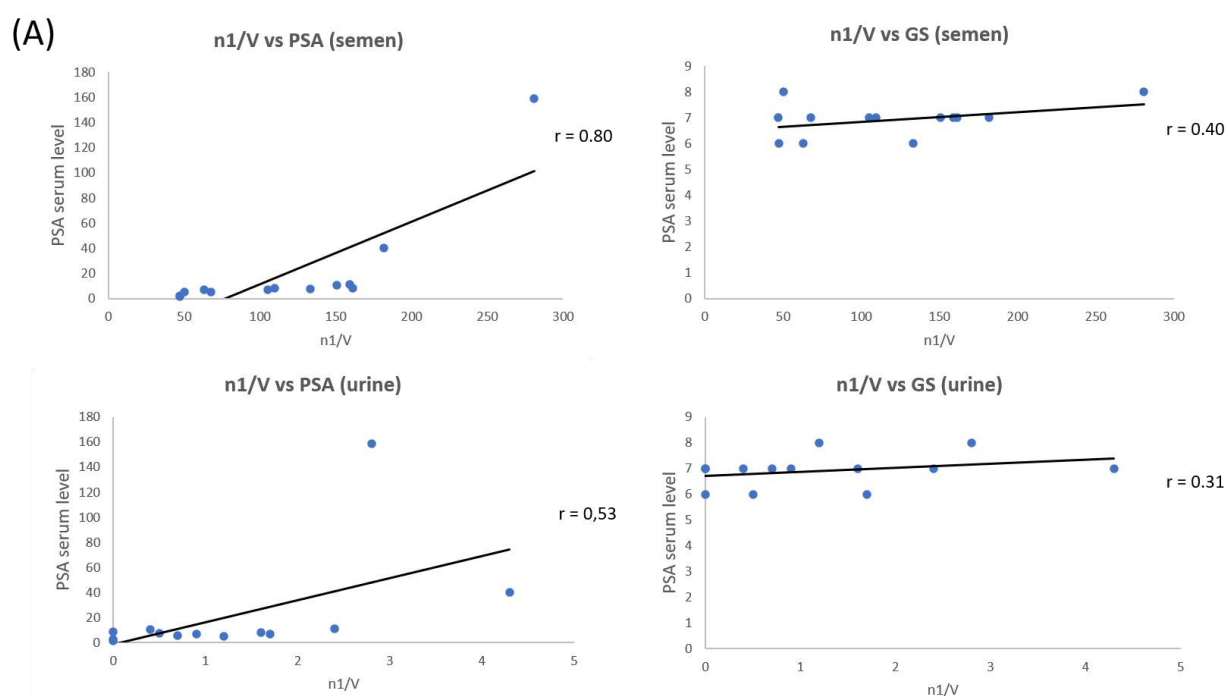 (A)
n1/V vs PSA (semen)
PSA serum level
180
160
140
120
100
80
60
40
20
0
0 50 100 150 200 250 300
n1/V
r = 0.80
n1/V vs GS (semen)
PSA serum level
9
8
7
6
5
4
3
2
1
0
0 50 100 150 200 250 300
n1/V
r = 0.40
n1/V vs PSA (urine)
PSA serum level
180
160
140
120
100
80
60
40
20
0
0 1 2 3 4 5
n1/V
r = 0,53
n1/V vs GS (urine)
PSA serum level
9
8
7
6
5
4
3
2
1
0
0 1 2 3 4 5
n1/V
r = 0.31